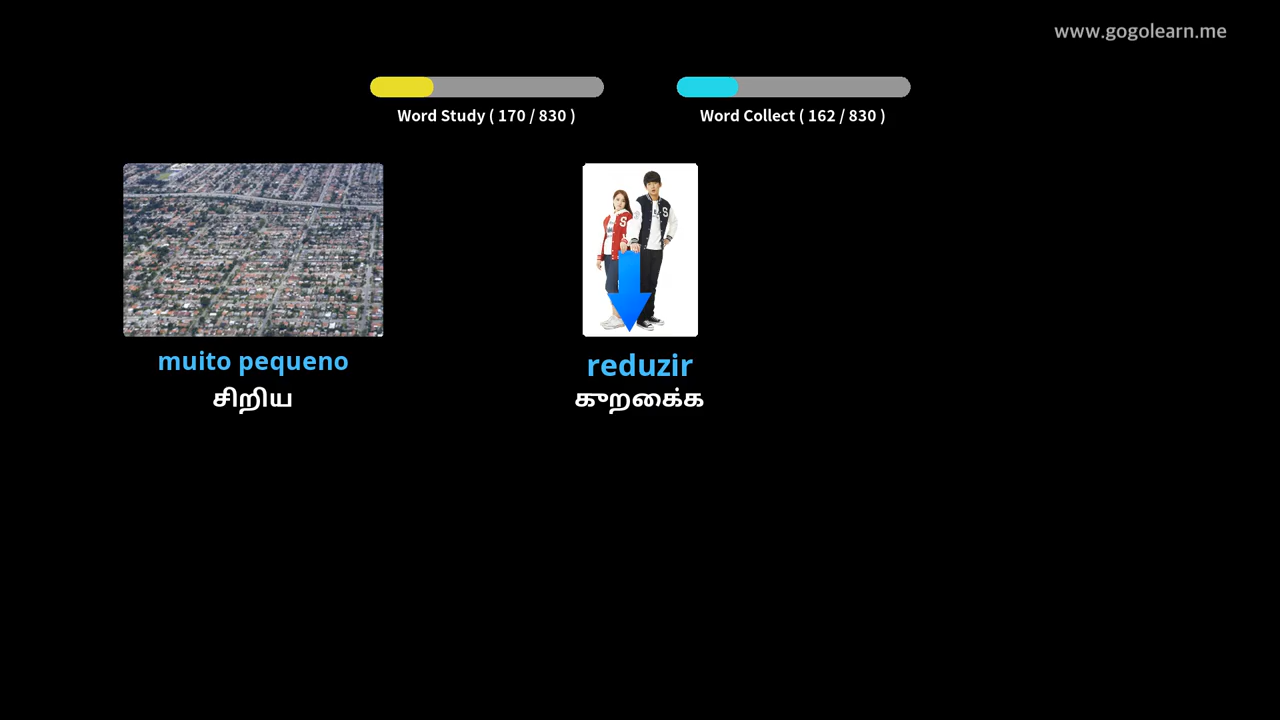 www.gogolearn.me
Word Study ( 170 / 830 )
Word Collect ( 162 / 830 )
muito pequeno
சிறிய
reduzir
குறைக்க
S
S